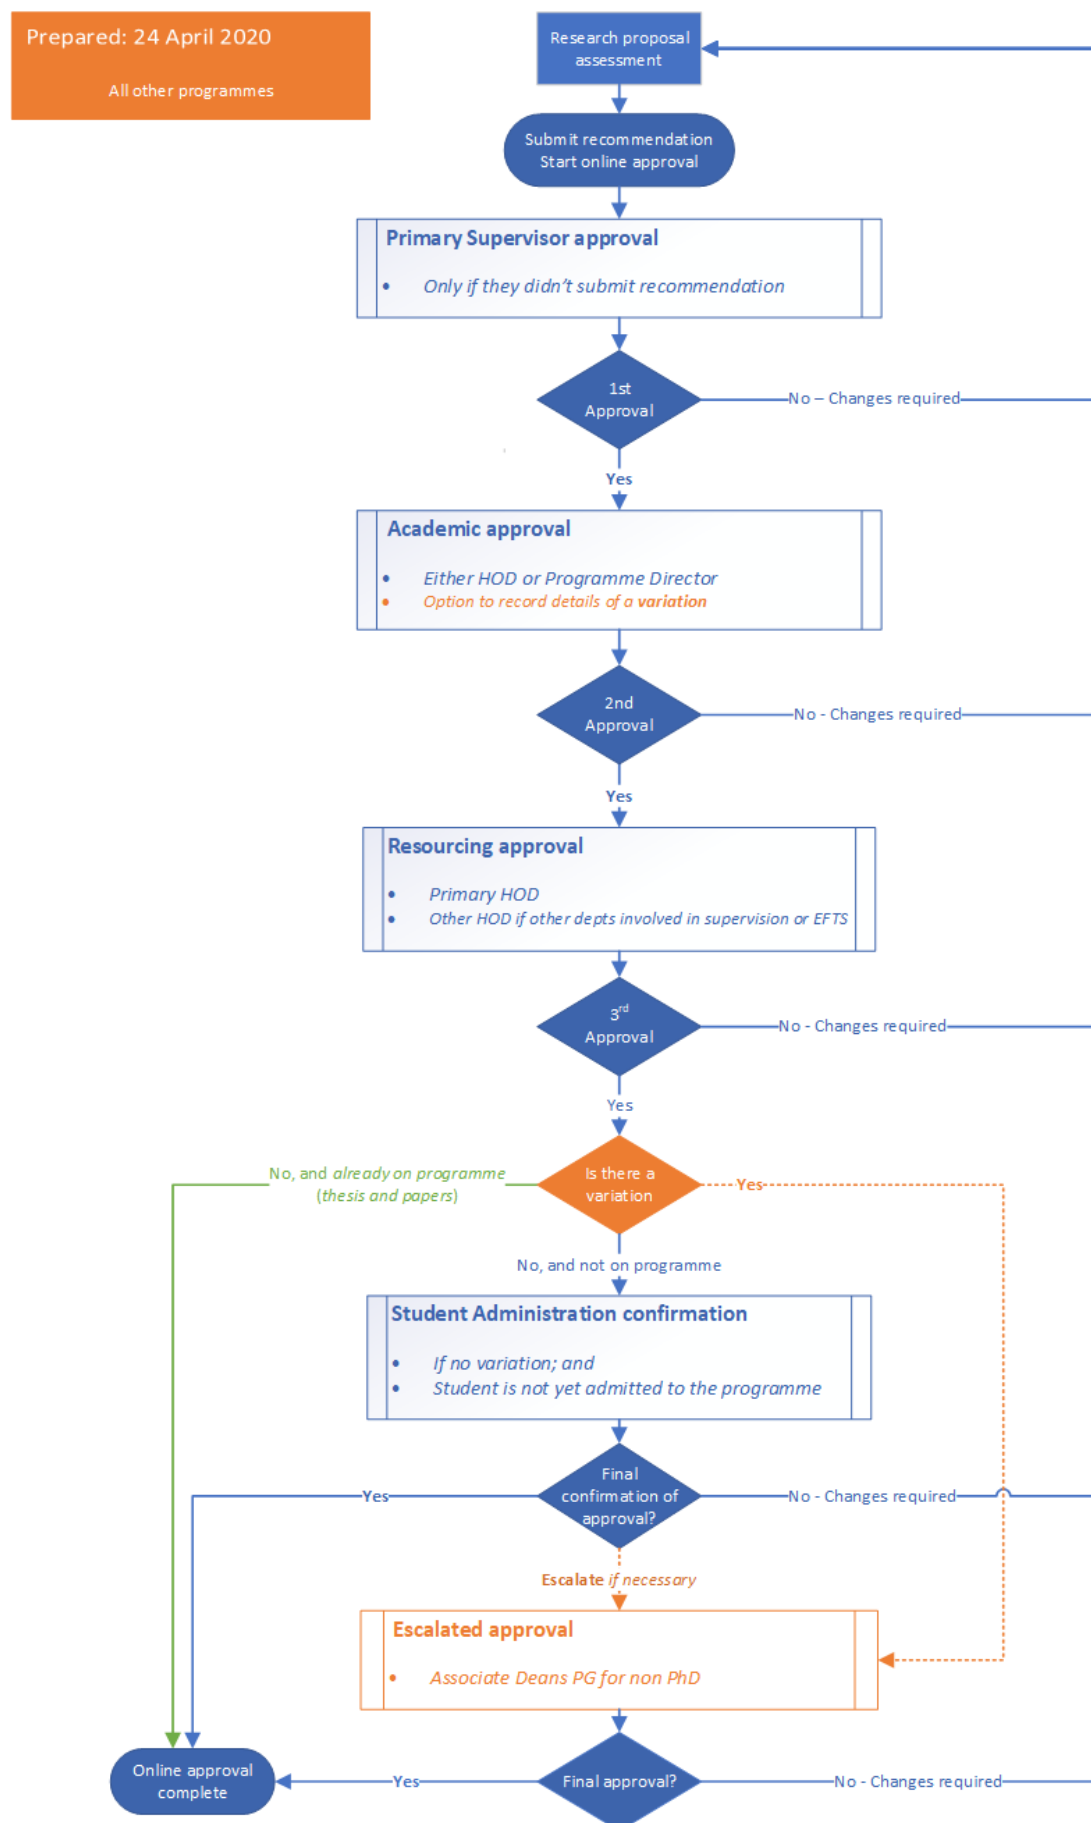 Prepared: 24 April 2020
All other programmes
Research proposal
assessment
Submit recommendation
Start online approval
Primary Supervisor approval
• Only if they didn’t submit recommendation
1st
Approval
No – Changes required
Yes
Academic approval
• Either HOD or Programme Director
• Option to record details of a variation
2nd
Approval
No - Changes required
Yes
Resourcing approval
• Primary HOD
• Other HOD if other depts involved in supervision or EFTS
3rd
Approval
No - Changes required
Yes
Is there a
variation
No, and already on programme
(thesis and papers)
Yes
No, and not on programme
Student Administration confirmation
• If no variation; and
• Student is not yet admitted to the programme
Final
confirmation of
approval?
Yes
No - Changes required
Escalate if necessary
Escalated approval
• Associate Deans PG for non PhD
Online approval
complete
Yes
Final approval?
No - Changes required